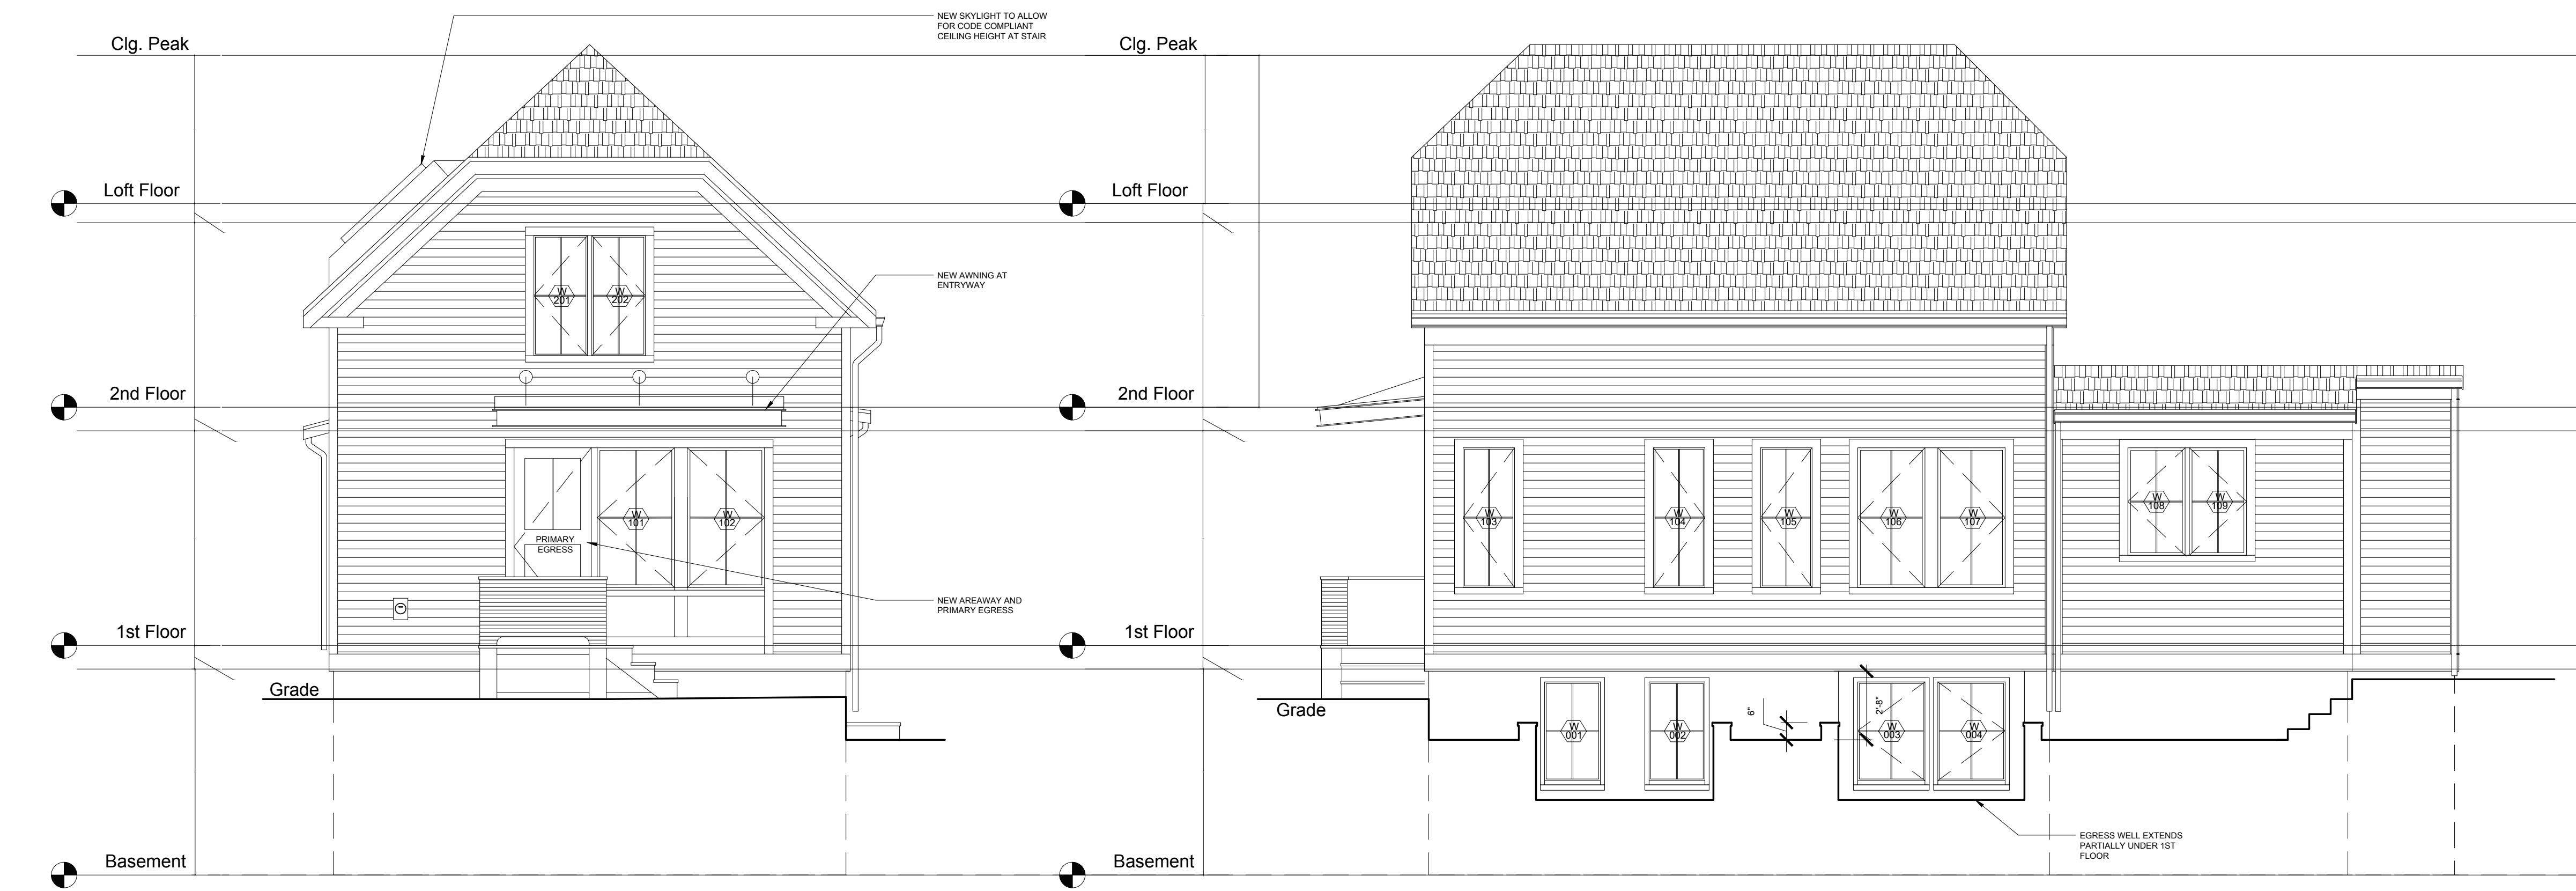 NEW SKYLIGHT TO ALLOW
FOR CODE COMPLIANT
CEILING HEIGHT AT STAIR
Clg. Peak
Clg. Peak
Loft Floor
Loft Floor
W
201
W
202
NEW AWNING AT
ENTRYWAY
2nd Floor
2nd Floor
PRIMARY
EGRESS
W
101
W
102
W
103
W
104
W
105
W
106
W
107
W
108
W
109
NEW AREAWAY AND
PRIMARY EGRESS
1st Floor
1st Floor
Grade
Grade
6"
2'-8"
W
001
W
002
W
003
W
004
EGRESS WELL EXTENDS
PARTIALLY UNDER 1ST
FLOOR
Basement
Basement